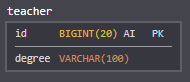 teacher
id BIGINT(20) AI PK
degree VARCHAR(100)